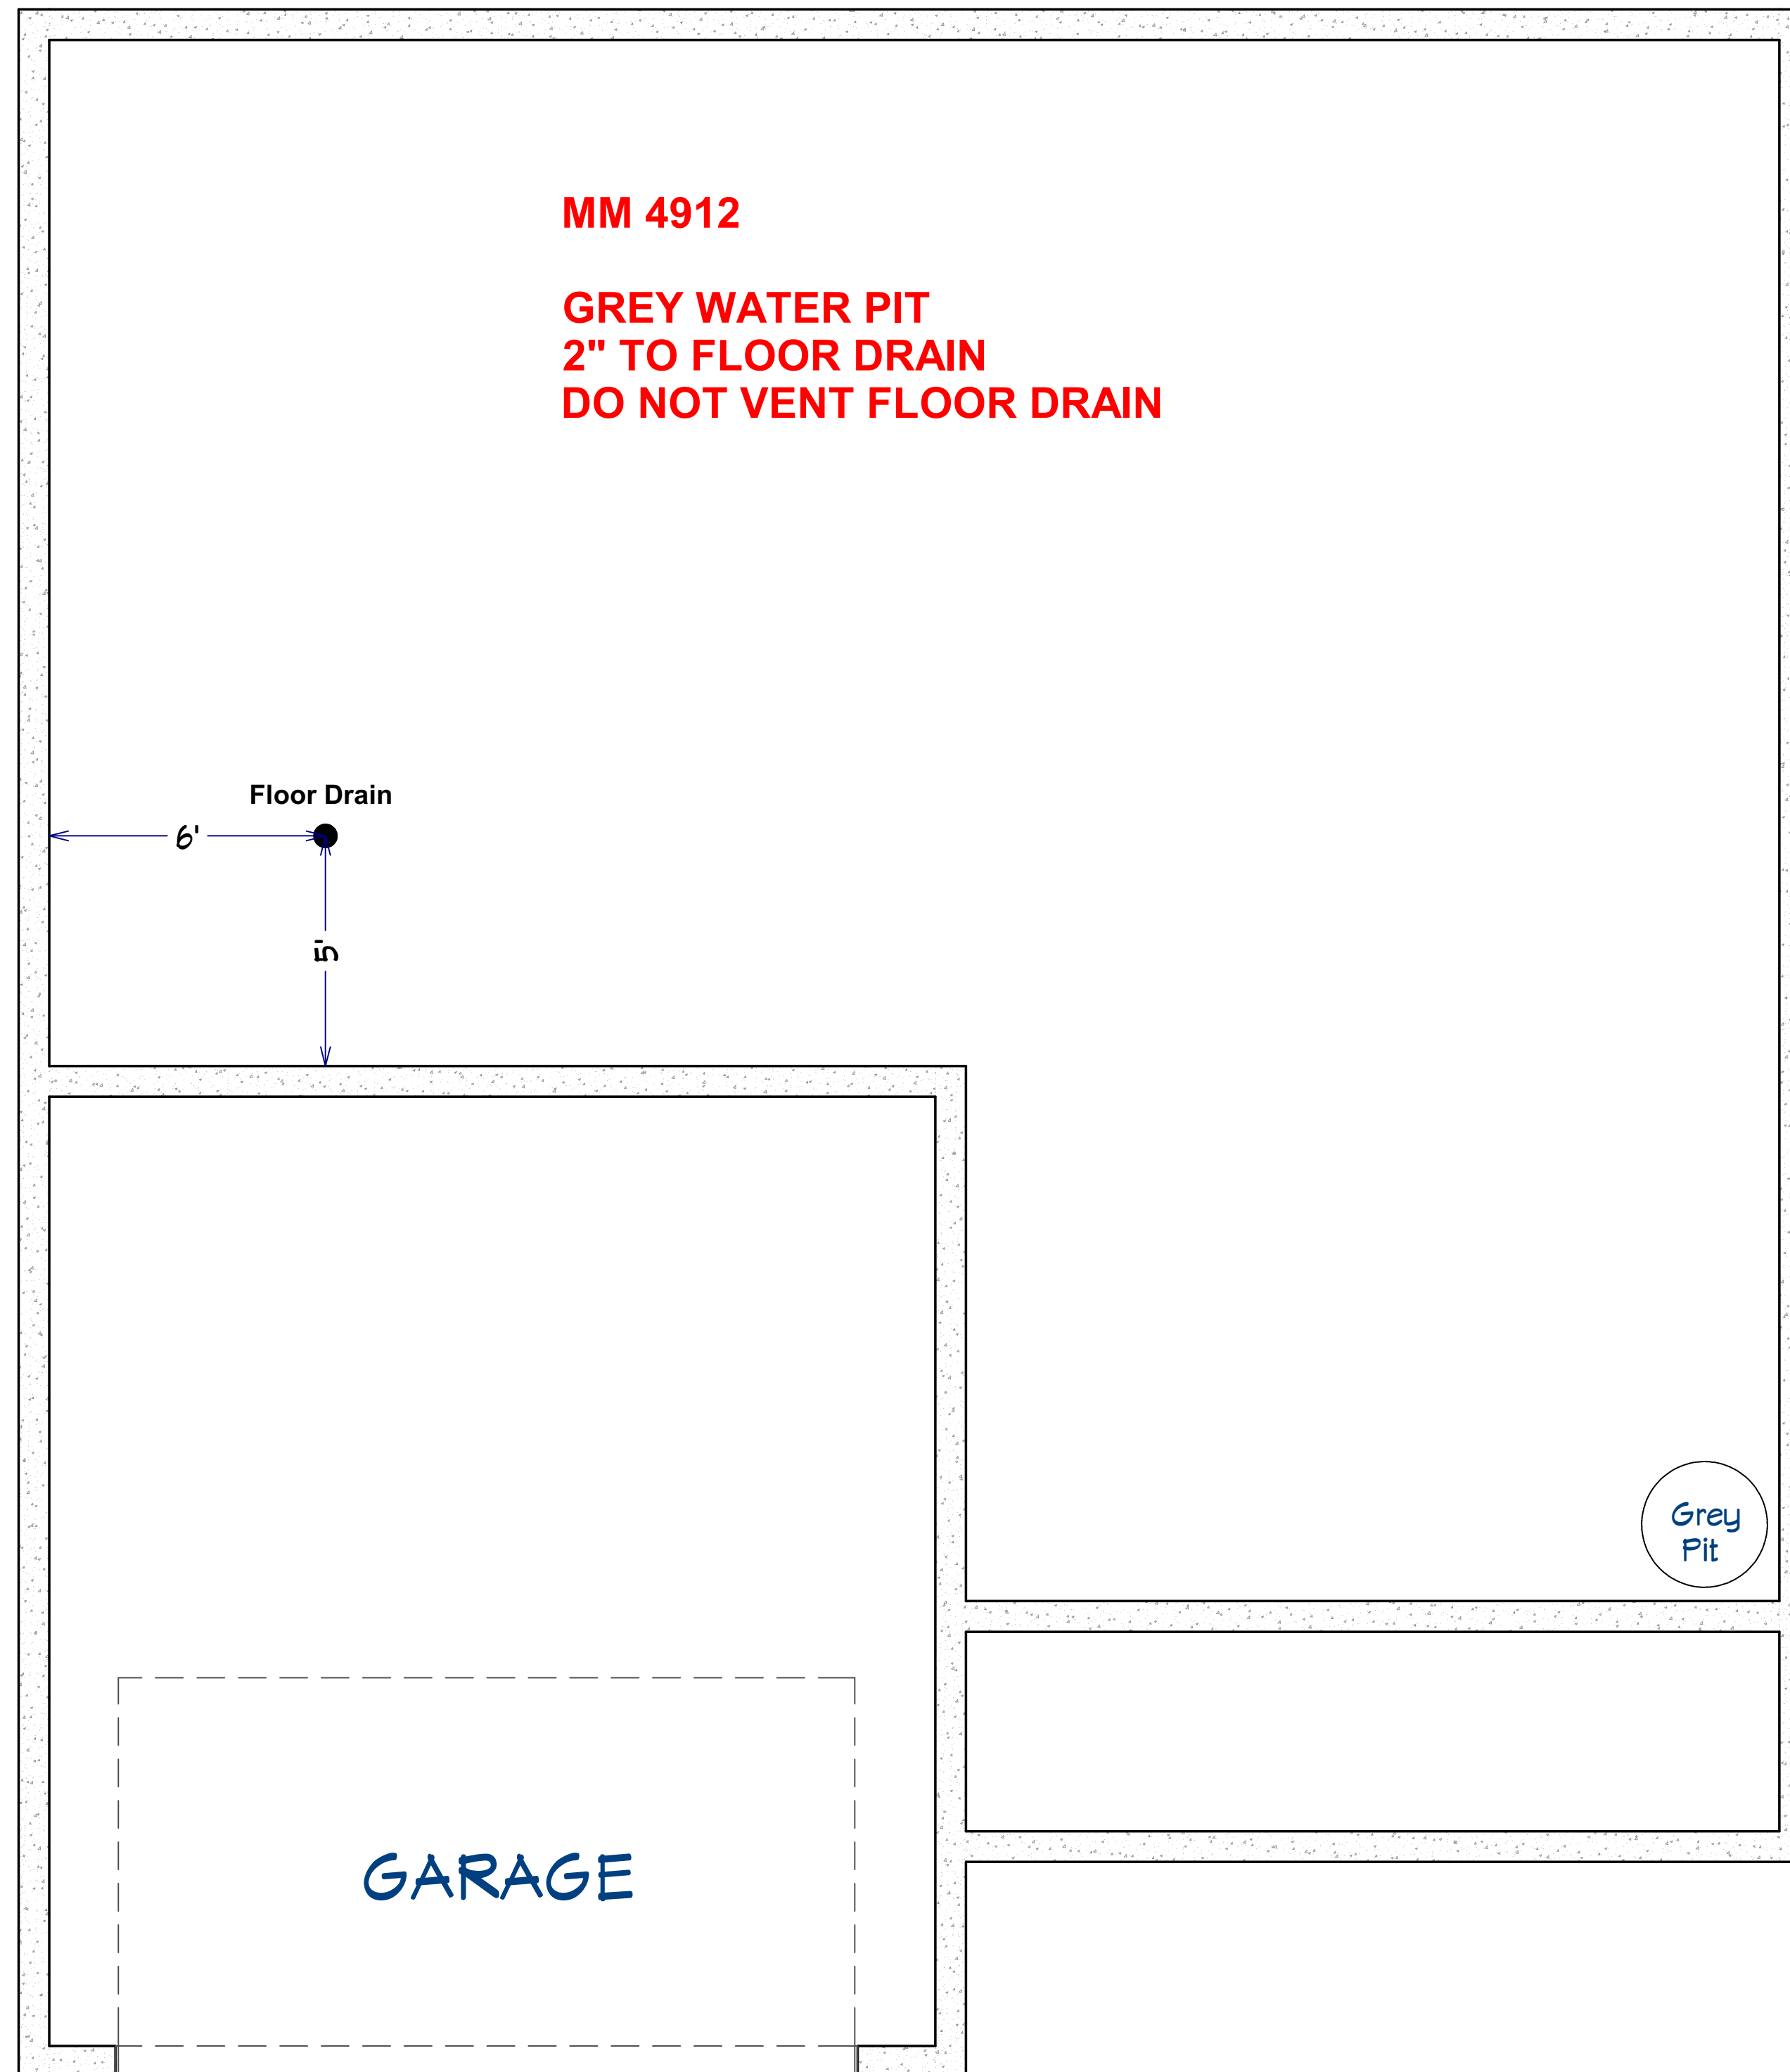 MM 4912
GREY WATER PIT
2" TO FLOOR DRAIN
DO NOT VENT FLOOR DRAIN
Floor Drain
6'
5'
Grey
Pit
GARAGE